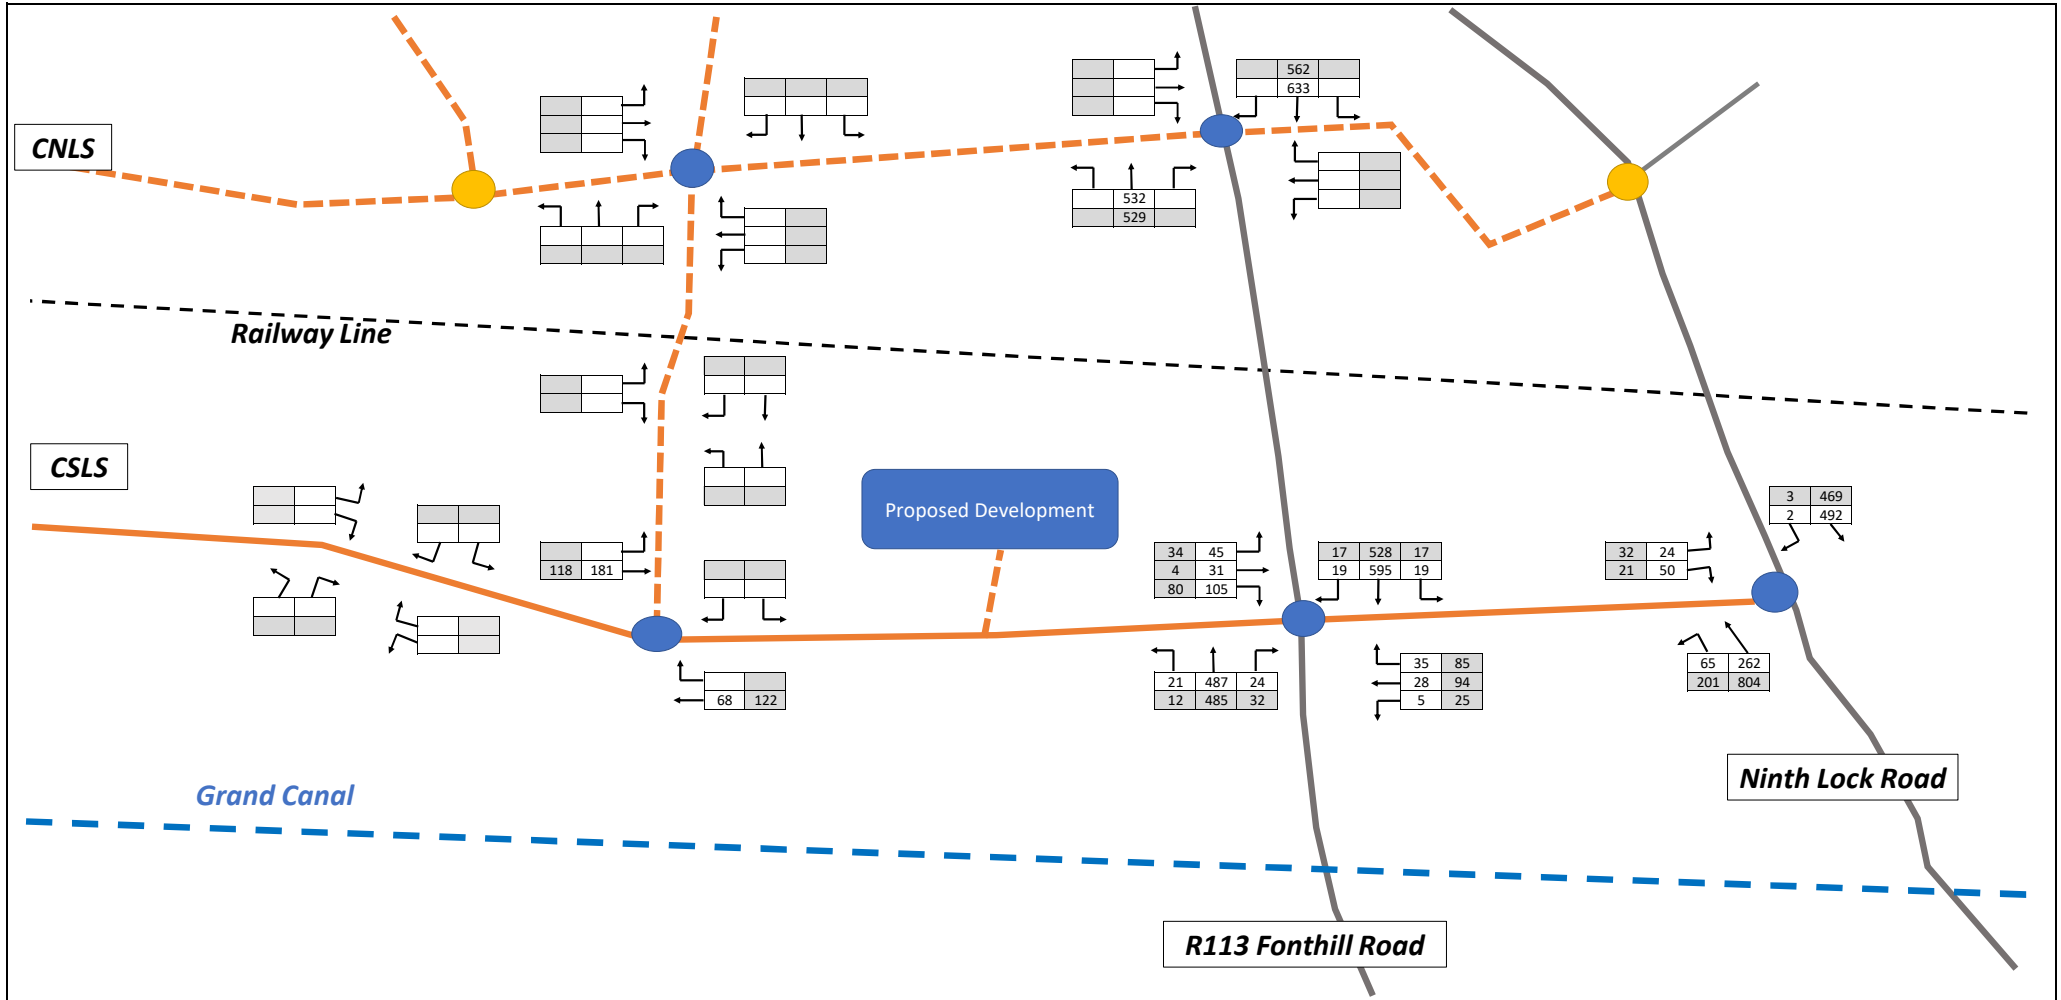 562
633
CNLS
532
529
Railway Line
CSLS
3 469
2 492
Proposed Development
34 45
4 31
80 105
17 528 17
19 595 19
32 24
21 50
118 181
35 85
28 94
5 25
65 262
201 804
21 487 24
12 485 32
68 122
Ninth Lock Road
Grand Canal
R113 Fonthill Road